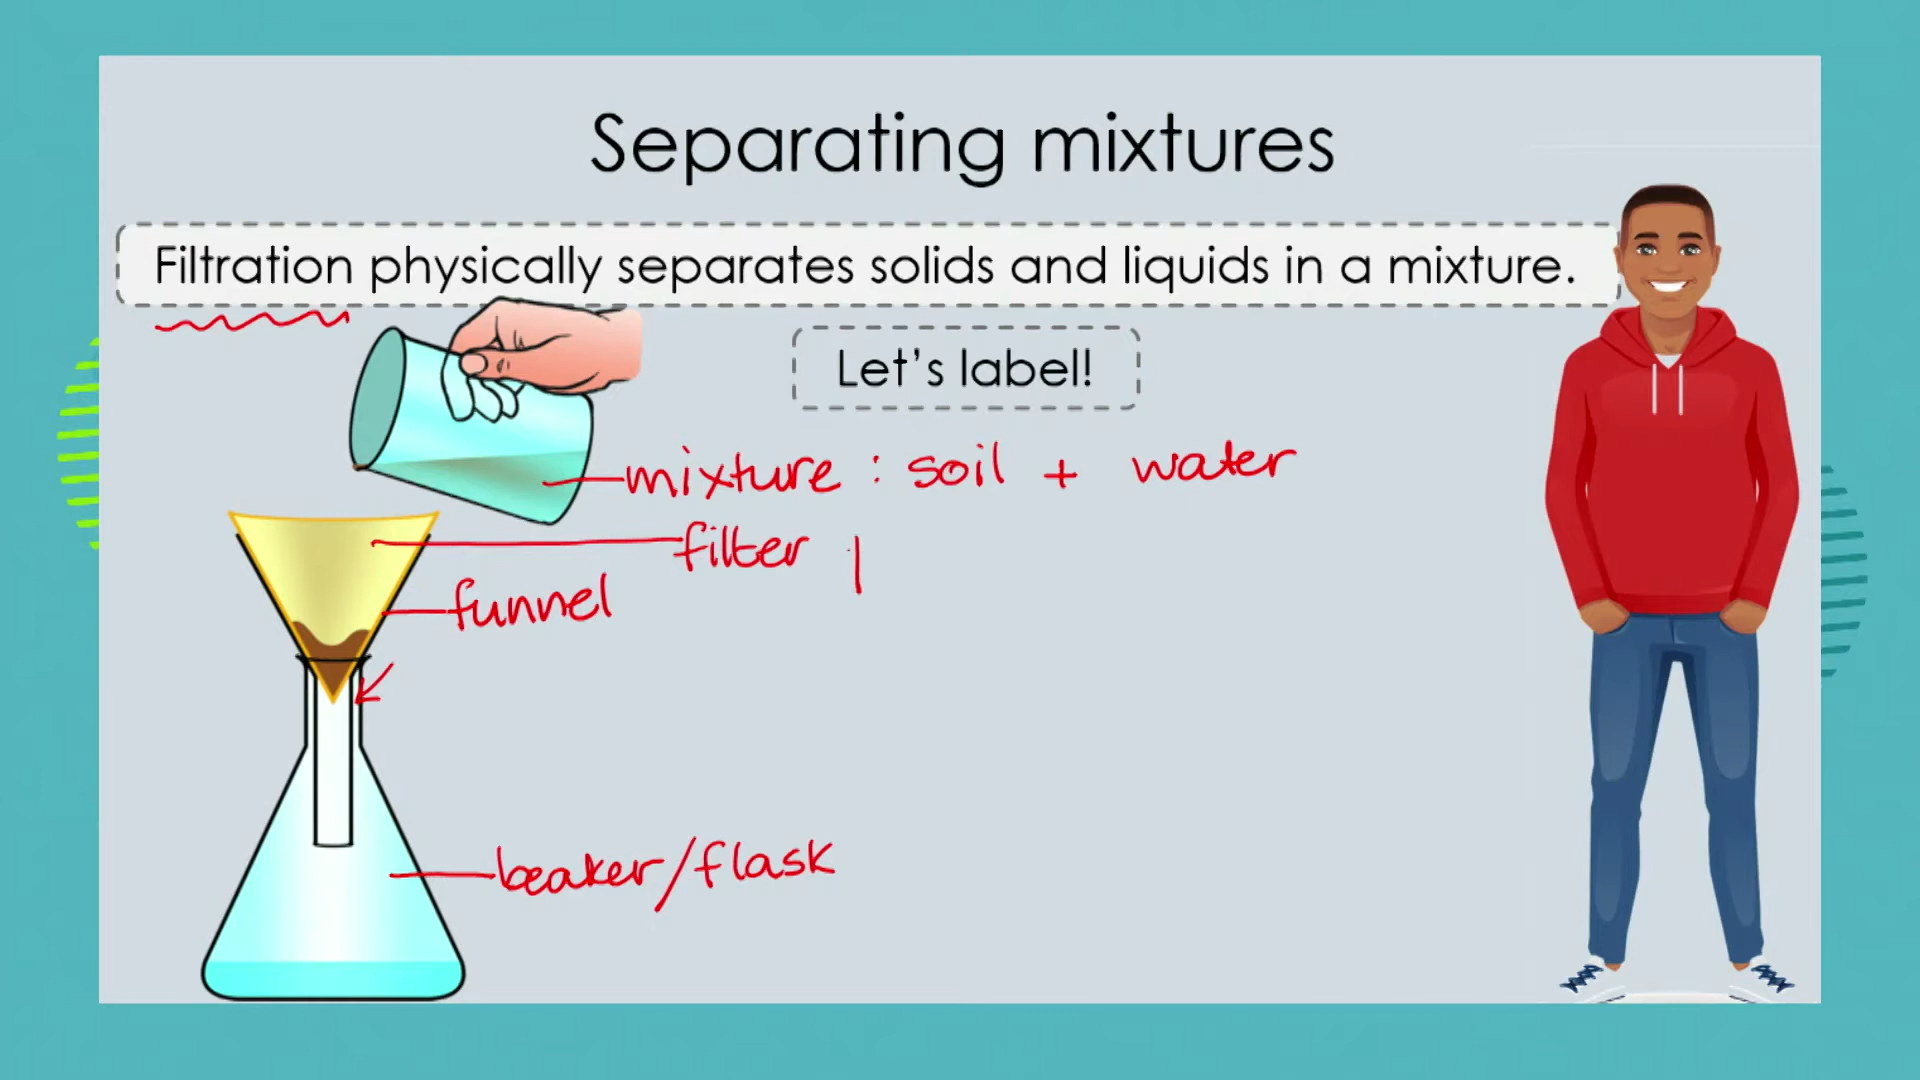 Separating mixtures
Filtration physically separates solids and liquids in a mixture.
Let's label!
mixture : soil + water
filter
funnel
beaker/flask